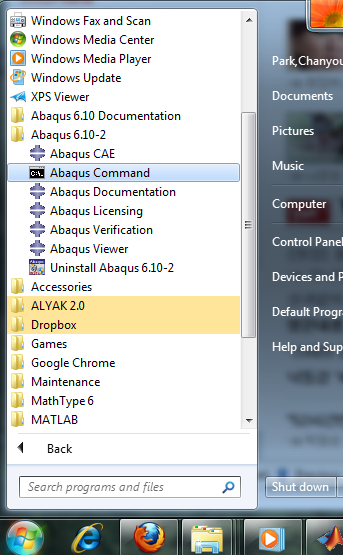 Windows Fax and Scan
Windows Media Center
Windows Media Player
Windows Update
XPS Viewer
Abaqus 6.10 Documentation
Abaqus 6.10-2
Abaqus CAE
Abaqus Command
Abaqus Documentation
Abaqus Licensing
Abaqus Verification
Abaqus Viewer
Uninstall Abaqus 6.10-2
Accessories
ALYAK 2.0
Dropbox
Games
Google Chrome
Maintenance
MathType 6
MATLAB
Back
Search programs and files
Park,Chanyou
Documents
Pictures
Music
Computer
Control Panel
Devices and P
Default Progra
Help and Supp
Shut down